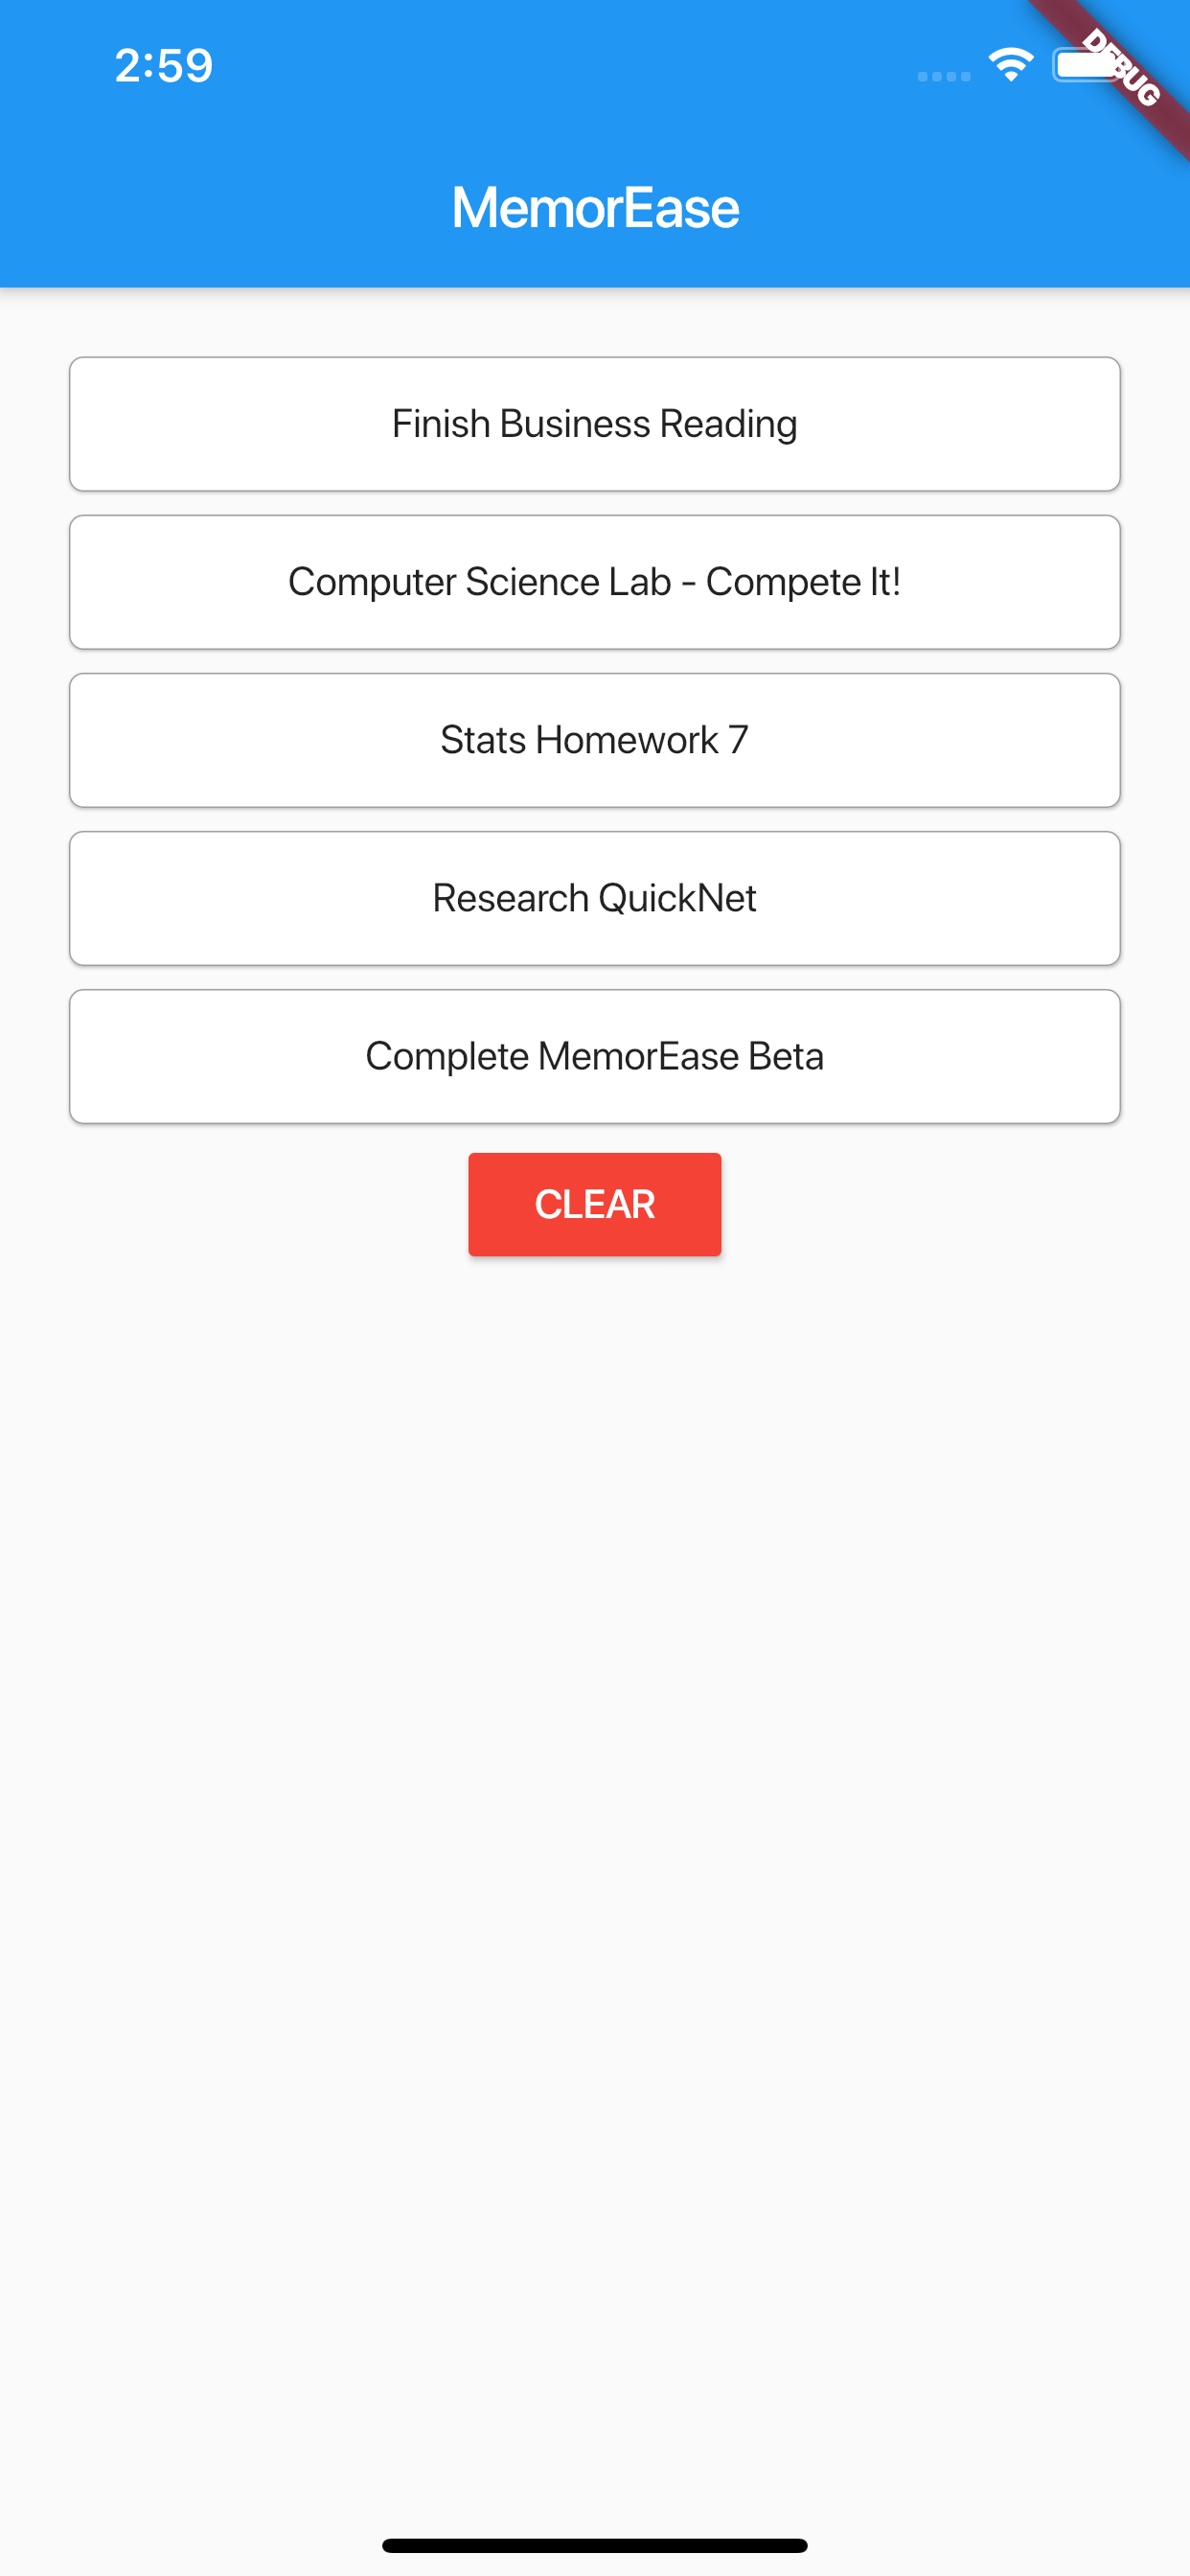 2:59
DEBUG
MemorEase
Finish Business Reading
Computer Science Lab - Compete It!
Stats Homework 7
Research QuickNet
Complete MemorEase Beta
CLEAR